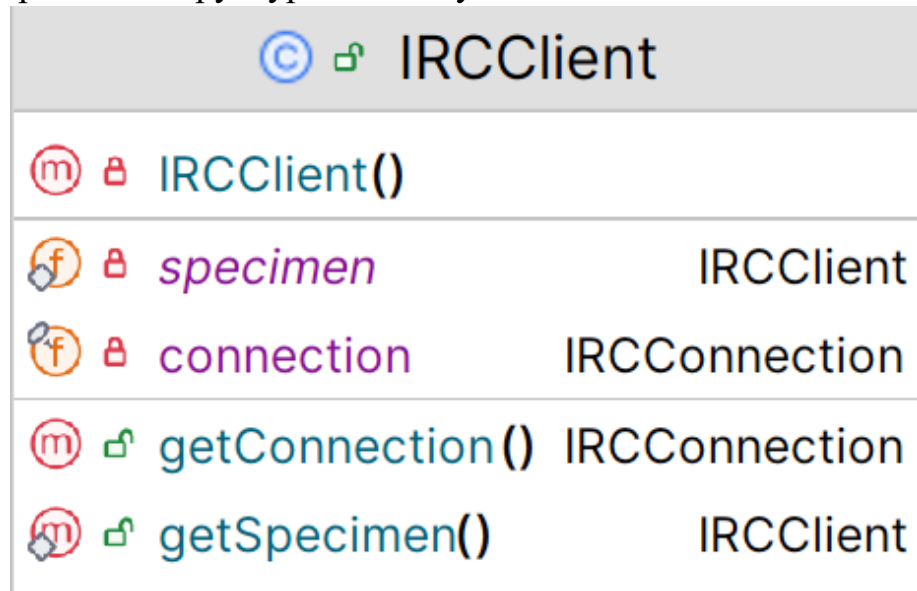 IRCClient
IRCClient()
specimen IRCClient
connection IRCConnection
getConnection() IRCConnection
getSpecimen() IRCClient